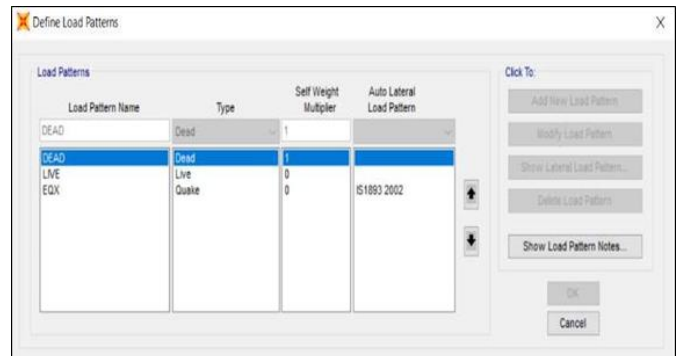 Define Load Patterns
X
Load Patterns
Click To:
Load Pattern Name Type Self Weight Multiplier Auto Lateral Load Pattern
DEAD Dead 1
DEAD Dead 1
LIVE Live 0
EQX Quake 0 IS1893 2002
Add New Load Pattern
Modify Load Pattern
Show Lateral Load Pattern...
Delete Load Pattern
Show Load Pattern Notes...
OK
Cancel